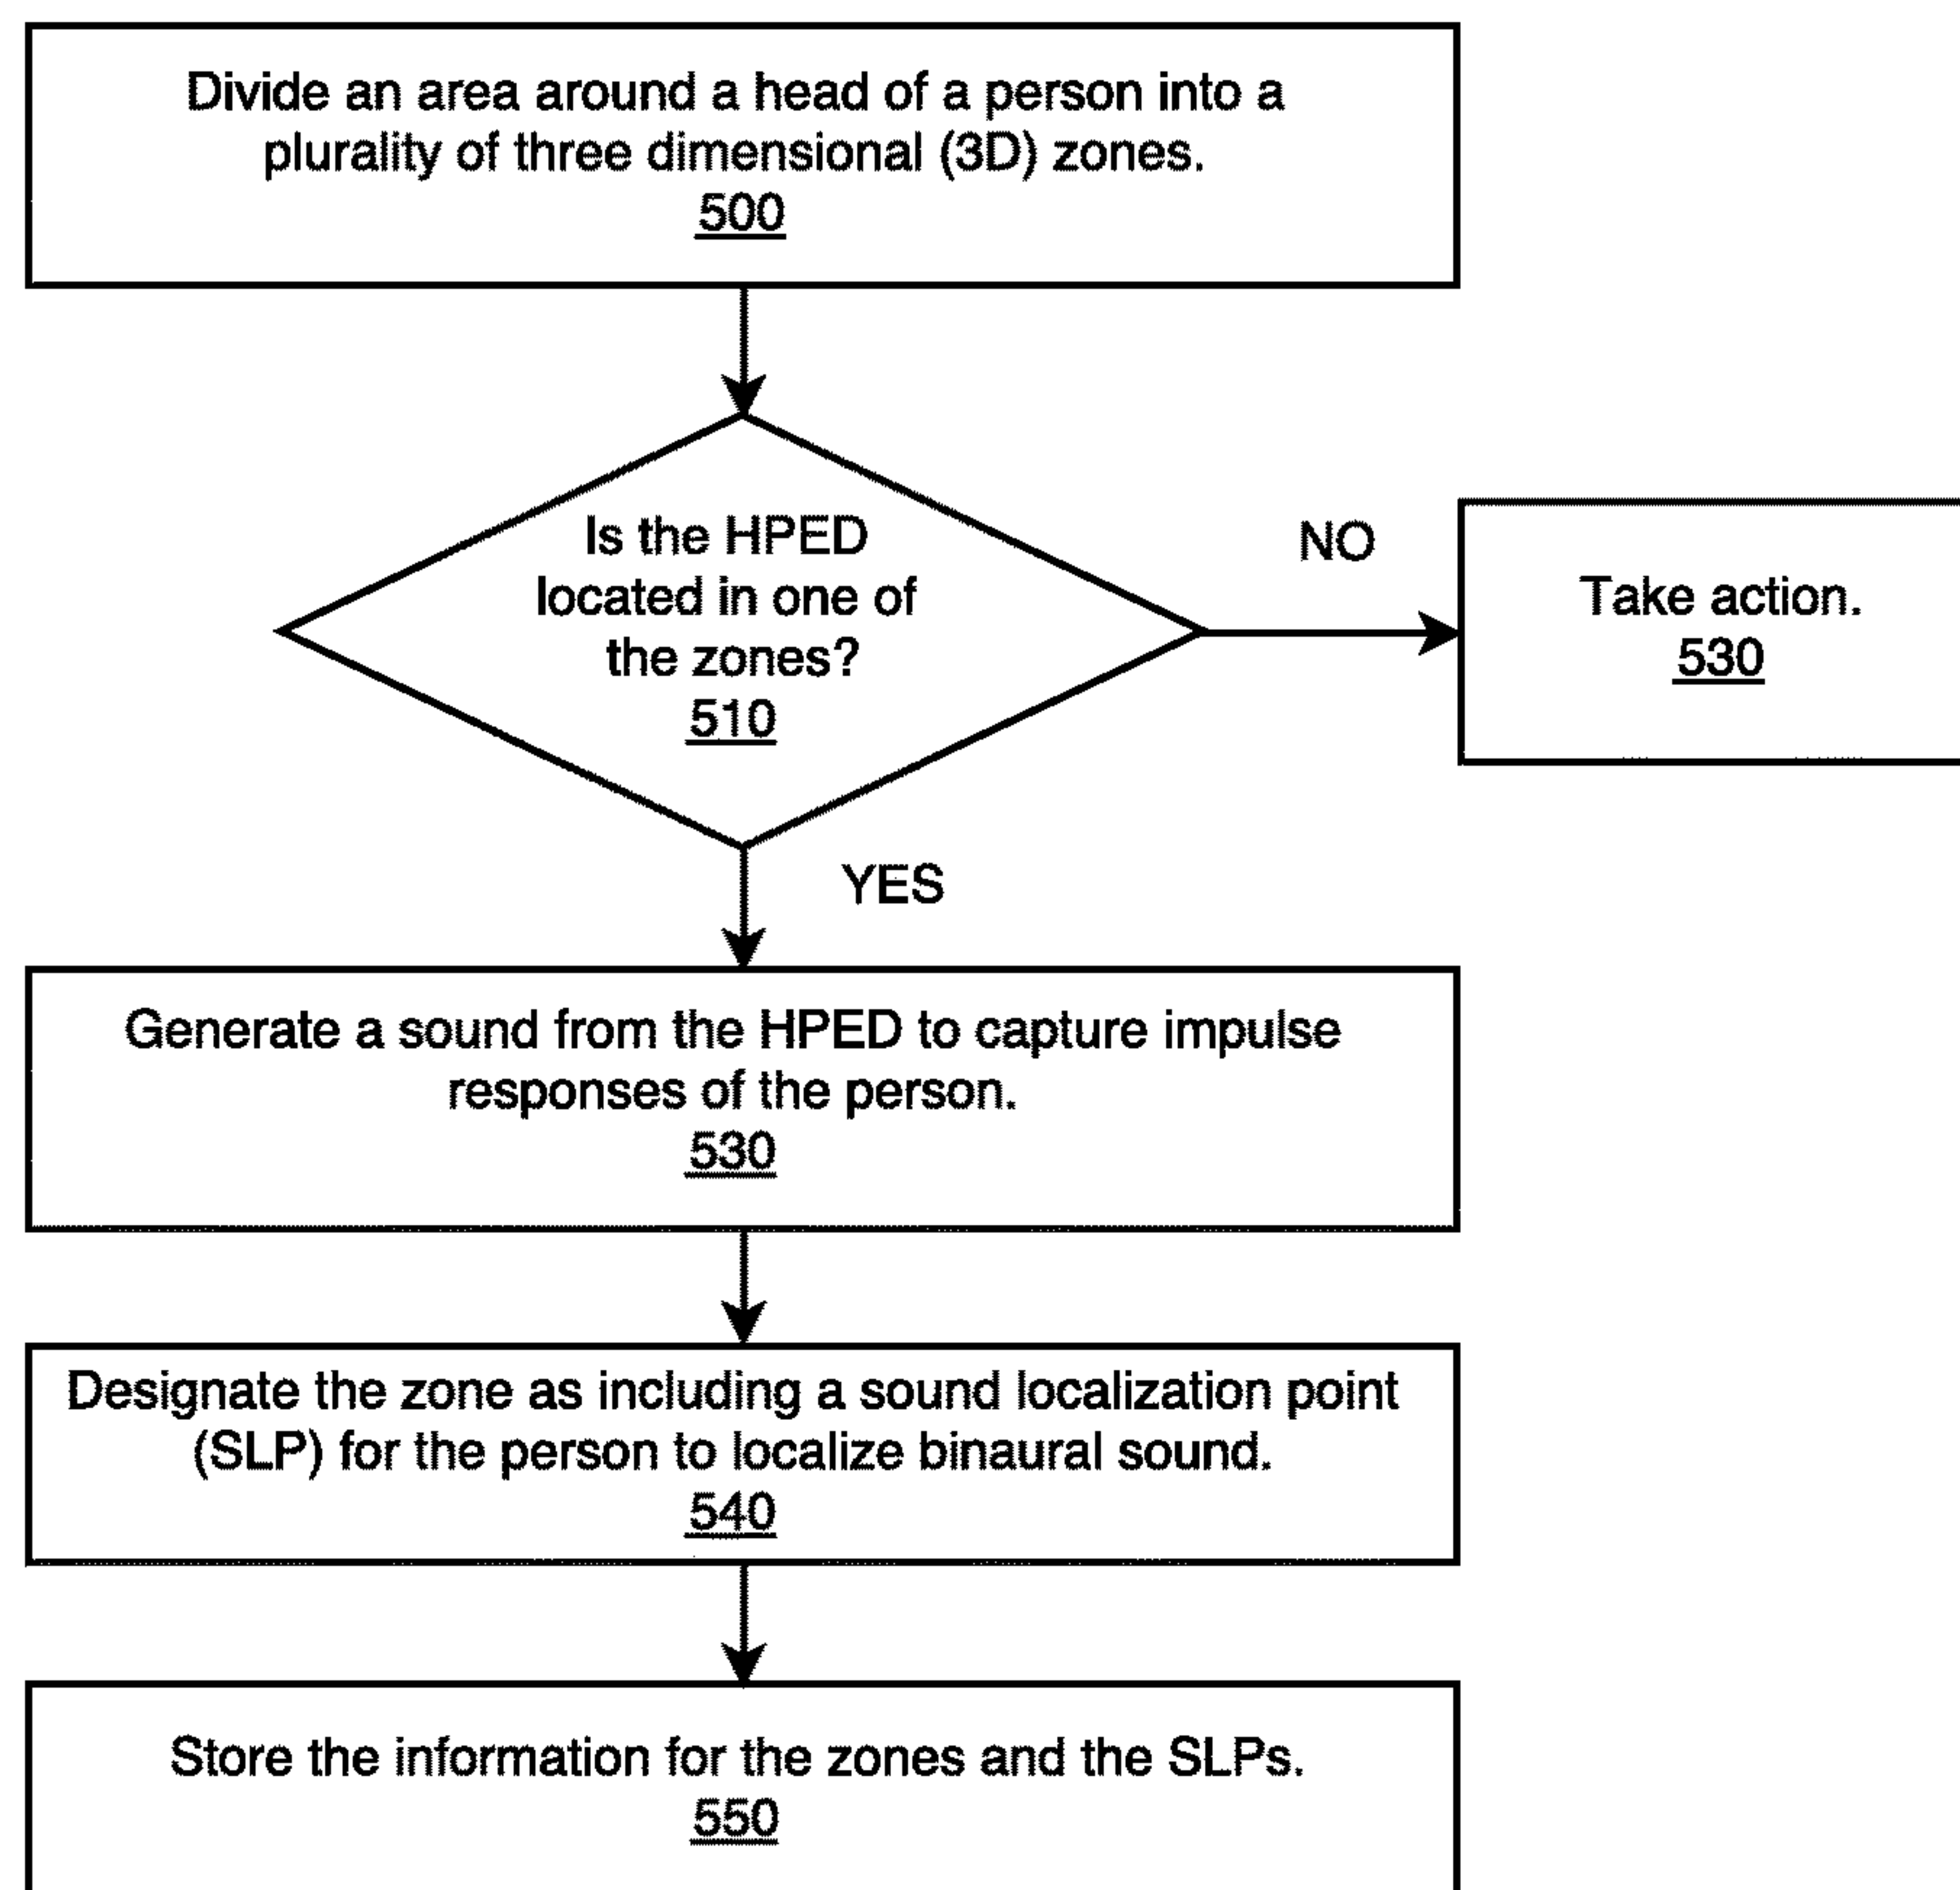 Divide an area around a head of a person into a
plurality of three dimensional (3D) zones.
500
Is the HPED
located in one of
the zones?
510
NO
Take action.
530
YES
Generate a sound from the HPED to capture impulse
responses of the person.
530
Designate the zone as including a sound localization point
(SLP) for the person to localize binaural sound.
540
Store the information for the zones and the SLPs.
550